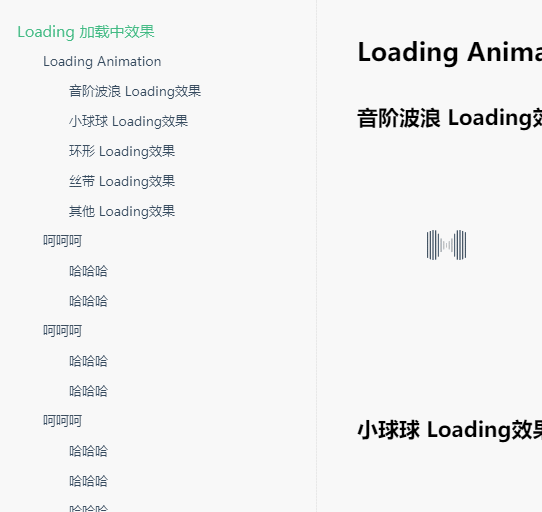 Loading 加载中效果
Loading Animation
音阶波浪 Loading效果
小球球 Loading效果
环形 Loading效果
丝带 Loading效果
其他 Loading效果
呵呵呵
哈哈哈
哈哈哈
呵呵呵
哈哈哈
哈哈哈
呵呵呵
哈哈哈
哈哈哈
哈哈哈
Loading Anima
音阶波浪 Loading效
小球球 Loading效果